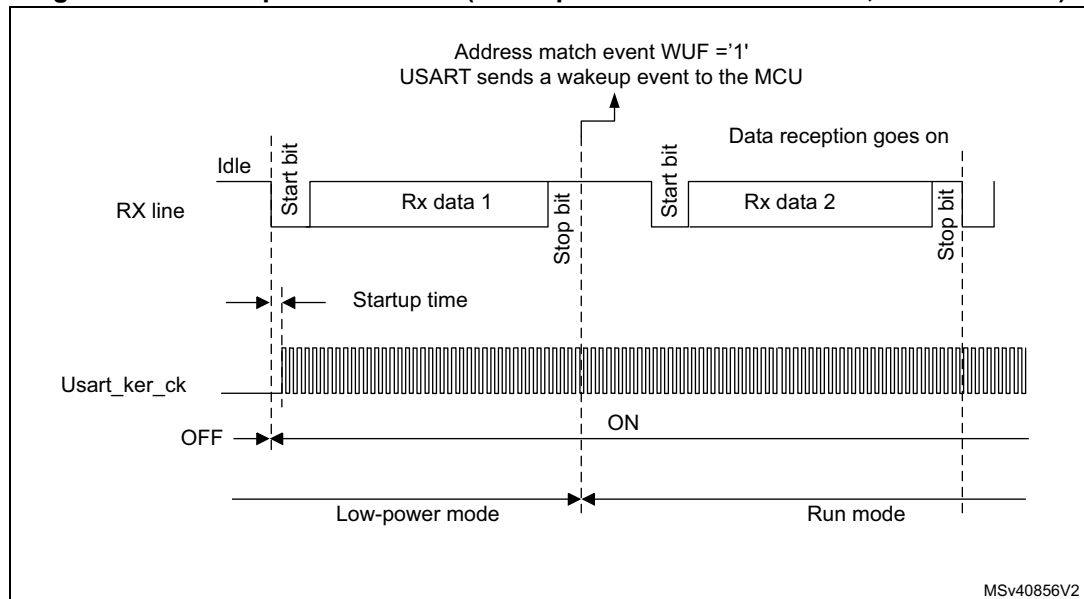 Address match event WUF ='1'
USART sends a wakeup event to the MCU
Data reception goes on
Idle
Start bit
Start bit
RX line
Rx data 1
Rx data 2
Stop bit
Stop bit
Startup time
Usart_ker_ck
ON
OFF
Low-power mode
Run mode
MSv40856V2